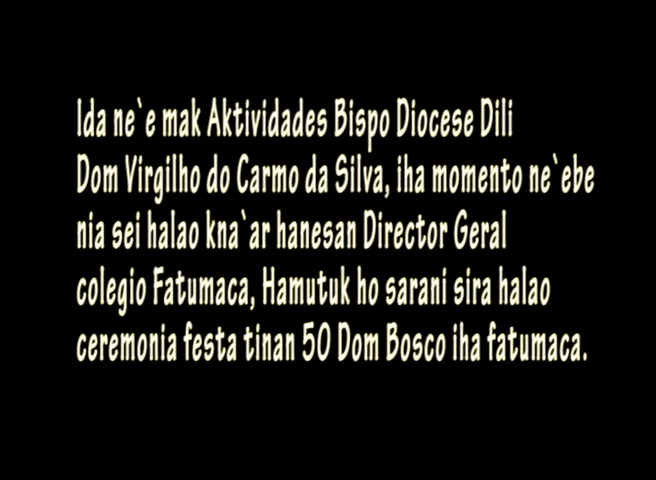 Ida ne`e mak Aktividades Bispo Diocese Dili
Dom Virgilho do Carmo da Silva, iha momento ne`ebe
nia sei halao kna`ar hanesan Director Geral
colegio Fatumaca, Hamutuk ho sarani sira halao
ceremonia festa tinan 50 Dom Bosco iha fatumaca.